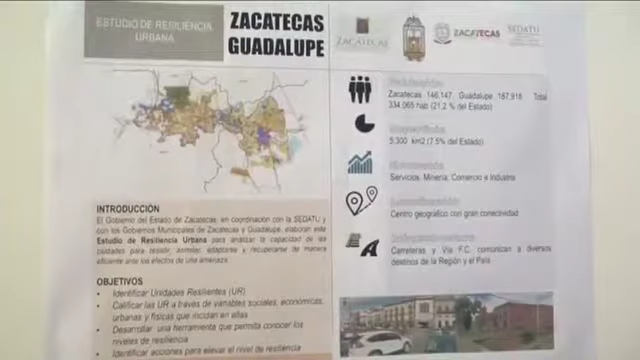 ESTUDIO DE RESILIENCIA
URBANA
ZACATECAS
GUADALUPE
ZACATECAS
ZACATECAS
SEDATU
Población
Zacatecas 146,147, Guadalupe 187,918 Total
334,065 hab (21,2 % del Estado)
Superficie
5,300 km2 (7.5% del Estado)
Servicios, Minería, Comercio e Industria
Centro geográfico con gran conectividad
Carreteras y Vía F.C. comunican a diversos
destinos de la Región y el País
INTRODUCCIÓN
El Gobierno del Estado de Zacatecas, en coordinación con la SEDATU y
con los Gobiernos Municipales de Zacatecas y Guadalupe, elaboran este
Estudio de Resiliencia Urbana para analizar la capacidad de las
ciudades para resistir, asimilar, adaptarse y recuperarse de manera
eficiente ante los efectos de una amenaza.
OBJETIVOS
• Identificar Unidades Resilientes (UR)
• Calificar las UR a través de variables sociales, económicas,
urbanas y físicas que incidan en ellas
• Desarrollar una herramienta que permita conocer los
niveles de resiliencia
• Identificar acciones para elevar el nivel de resiliencia